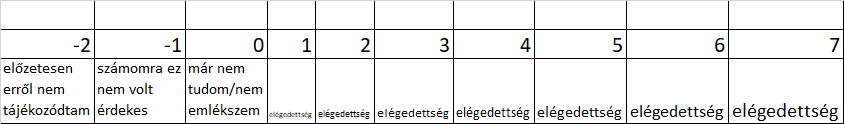 -2 -1 0 1 2 3 4 5 6 7
előzetesen számomra ez már nem
erről nem nem volt tudom/nem
tájékozódtam érdekes emlékszem elégedettség elégedettség elégedettség elégedettség elégedettség elégedettség elégedettség